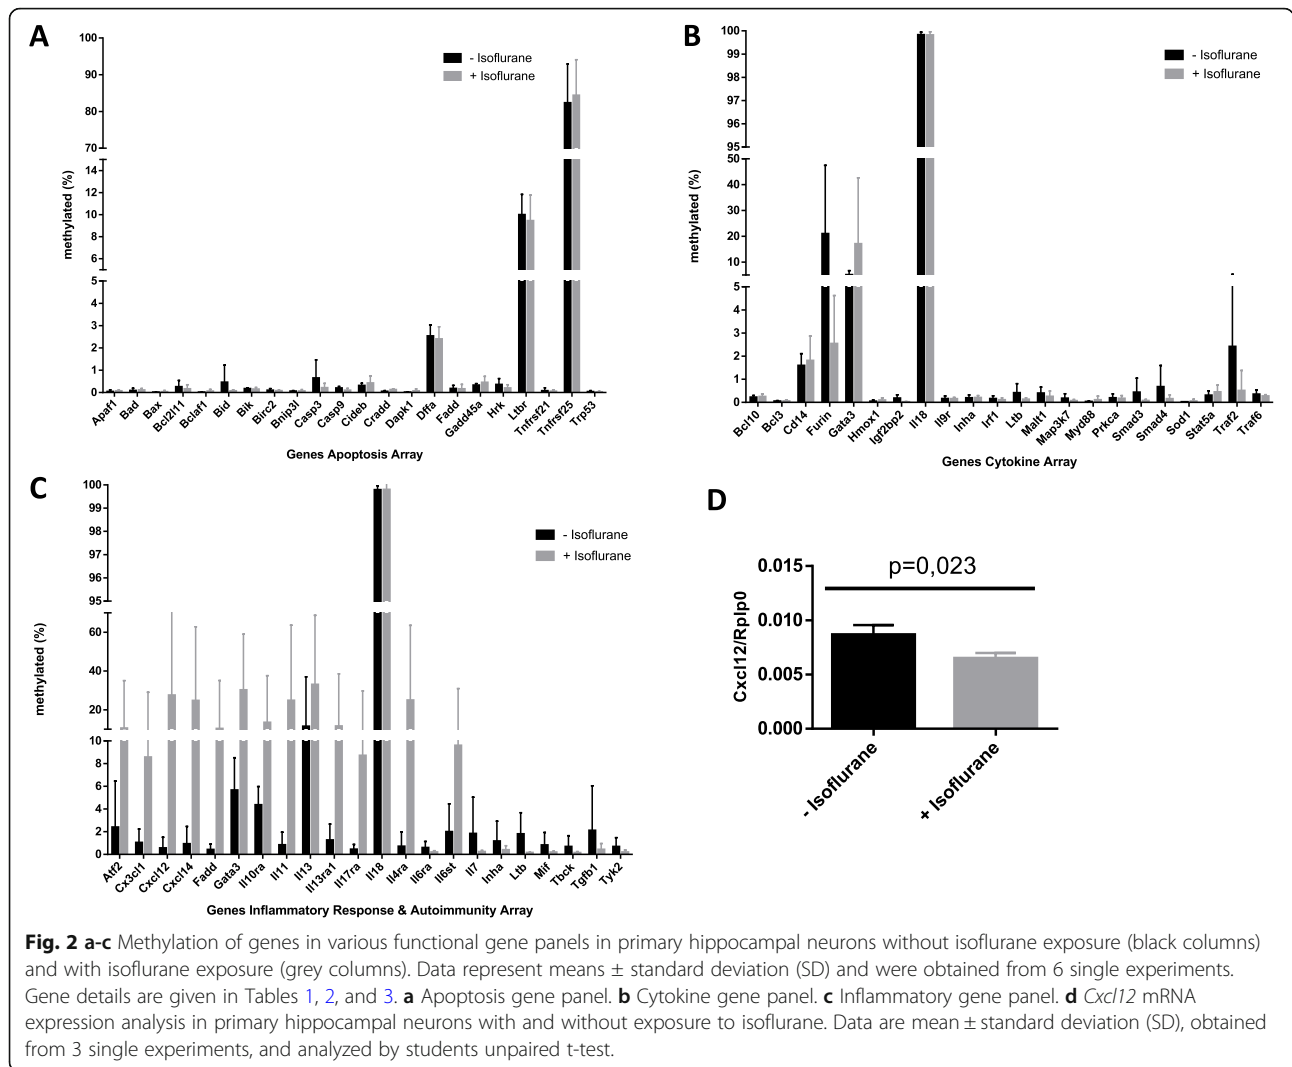 A
100
90
80
70
14
12
10
8
6
5
4
3
2
1
0
methylated (%)
- Isoflurane
+ Isoflurane
Apaf1
Bad
Bax
Bcl2l11
Bclaf1
Bid
Bik
Birc2
Bnip3l
Casp3
Casp9
Cideb
Cradd
Dapk1
Dffa
Fadd
Gadd45a
Hrk
Ltbr
Tnfrsf21
Tnfrsf25
Trp53
Genes Apoptosis Array
B
100
99
98
97
96
95
50
40
30
20
10
5
4
3
2
1
0
methylated (%)
- Isoflurane
+ Isoflurane
Bcl10
Bcl3
Cd14
Furin
Gata3
Hmox1
Igf2bp2
Il18
Il9r
Inha
Irf1
Ltb
Malt1
Map3k7
Myd88
Prkca
Smad3
Smad4
Sod1
Stat5a
Traf2
Traf6
Genes Cytokine Array
C
100
99
98
97
96
95
60
40
20
10
8
6
4
2
0
methylated (%)
- Isoflurane
+ Isoflurane
Atf2
Cx3cl1
Cxcl12
Cxcl14
Fadd
Gata3
Il10ra
Il11
Il13
Il13ra1
Il17ra
Il18
Il4ra
Il6ra
Il6st
Il7
Inha
Ltb
Mif
Tbck
Tgfb1
Tyk2
Genes Inflammatory Response & Autoimmunity Array
D
p=0,023
0.015
0.010
0.005
0.000
Cxcl12/Rplp0
- Isoflurane
+ Isoflurane
Fig. 2 a-c Methylation of genes in various functional gene panels in primary hippocampal neurons without isoflurane exposure (black columns)
and with isoflurane exposure (grey columns). Data represent means ± standard deviation (SD) and were obtained from 6 single experiments.
Gene details are given in Tables 1, 2, and 3. a Apoptosis gene panel. b Cytokine gene panel. c Inflammatory gene panel. d Cxcl12 mRNA
expression analysis in primary hippocampal neurons with and without exposure to isoflurane. Data are mean ± standard deviation (SD), obtained
from 3 single experiments, and analyzed by students unpaired t-test.